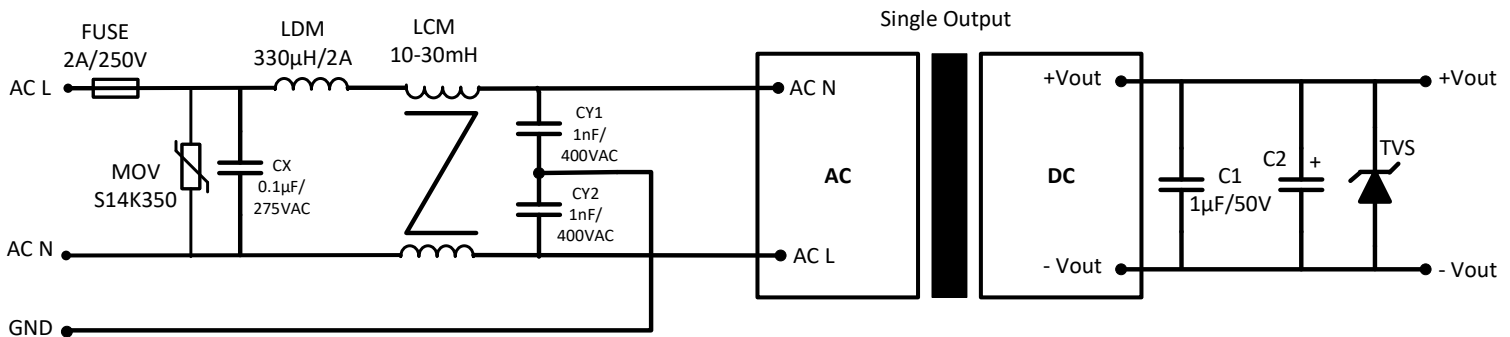 Single Output
FUSE
2A/250V
LDM
330µH/2A
LCM
10-30mH
AC L
AC N
GND
MOV
S14K350
CX
0.1µF/
275VAC
CY1
1nF/
400VAC
CY2
1nF/
400VAC
AC N
AC
AC L
+Vout
DC
- Vout
C1
1µF/50V
C2
+
TVS
+Vout
- Vout